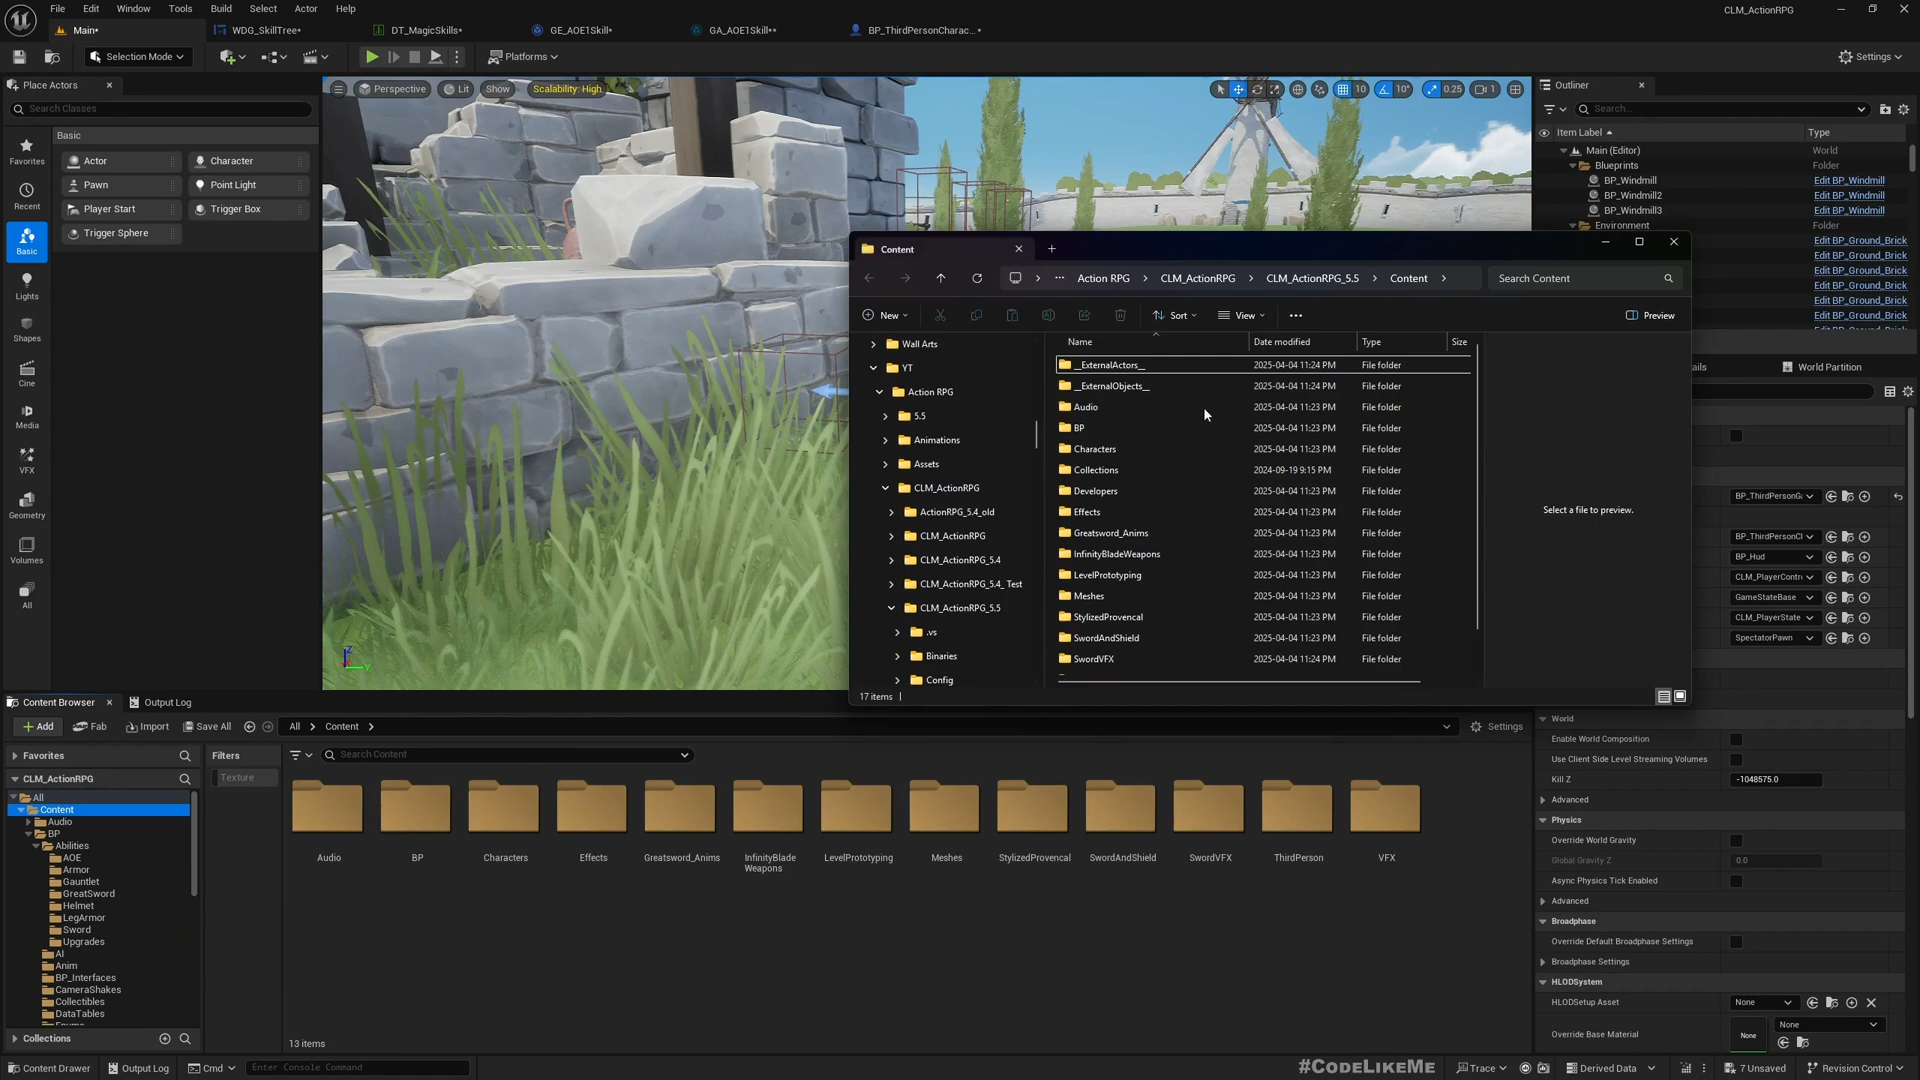 File Edit Window Tools Build Select Actor Help
CLM_ActionRPG
Main* WDG_SkillTree* DT_MagicSkills* GE_AOE1Skill* GA_AOE1Skill** BP_ThirdPersonCharac...*
Selection Mode Platforms Settings
Place Actors
Search Classes
Basic
Favorites
Recent
Basic
Lights
Shapes
Cine
Media
VFX
Geometry
Volumes
All
Actor Character
Pawn Point Light
Player Start Trigger Box
Trigger Sphere
Perspective Lit Show Scalability: High 10 10° 0.25 1
Outliner
Search...
Item Label Type
Main (Editor) World
Blueprints Folder
BP_Windmill Edit BP_Windmill
BP_Windmill2 Edit BP_Windmill
BP_Windmill3 Edit BP_Windmill
Environment Folder
Edit BP_Ground_Brick
Edit BP_Ground_Brick
Edit BP_Ground_Brick
Edit BP_Ground_Brick
Edit BP_Ground_Brick
Edit BP_Ground_Brick
Content
Action RPG CLM_ActionRPG CLM_ActionRPG_5.5 Content
Search Content
New Sort View Preview
Wall Arts
YT
Action RPG
5.5
Animations
Assets
CLM_ActionRPG
ActionRPG_5.4_old
CLM_ActionRPG
CLM_ActionRPG_5.4
CLM_ActionRPG_5.4_ Test
CLM_ActionRPG_5.5
.vs
Binaries
Config
Name Date modified Type Size
__ExternalActors__ 2025-04-04 11:24 PM File folder
__ExternalObjects__ 2025-04-04 11:24 PM File folder
Audio 2025-04-04 11:23 PM File folder
BP 2025-04-04 11:23 PM File folder
Characters 2025-04-04 11:23 PM File folder
Collections 2024-09-19 9:15 PM File folder
Developers 2025-04-04 11:23 PM File folder
Effects 2025-04-04 11:23 PM File folder
Greatsword_Anims 2025-04-04 11:23 PM File folder
InfinityBladeWeapons 2025-04-04 11:23 PM File folder
LevelPrototyping 2025-04-04 11:23 PM File folder
Meshes 2025-04-04 11:23 PM File folder
StylizedProvencal 2025-04-04 11:23 PM File folder
SwordAndShield 2025-04-04 11:23 PM File folder
SwordVFX 2025-04-04 11:24 PM File folder
Select a file to preview.
17 items
ails World Partition
BP_ThirdPersonGa
BP_ThirdPersonCl
BP_Hud
CLM_PlayerContr
GameStateBase
CLM_PlayerState
SpectatorPawn
World
Enable World Composition
Use Client Side Level Streaming Volumes
Kill Z -1048575.0
Advanced
Physics
Override World Gravity
Global Gravity Z 0.0
Async Physics Tick Enabled
Advanced
Broadphase
Override Default Broadphase Settings
Broadphase Settings
HLODSystem
HLODSetup Asset None
Override Base Material None None
Content Browser Output Log
Add Fab Import Save All All Content Settings
Favorites
CLM_ActionRPG
All
Content
Audio
BP
Abilities
AOE
Armor
Gauntlet
GreatSword
Helmet
LegArmor
Sword
Upgrades
AI
Anim
BP_Interfaces
CameraShakes
Collectibles
DataTables
Enums
Collections
Filters
Texture
Search Content
Audio BP Characters Effects Greatsword_Anims InfinityBlade LevelPrototyping Meshes StylizedProvencal SwordAndShield SwordVFX ThirdPerson VFX
Weapons
13 items
#CODELIKEME
Content Drawer Output Log Cmd Enter Console Command Trace Derived Data 7 Unsaved Revision Control